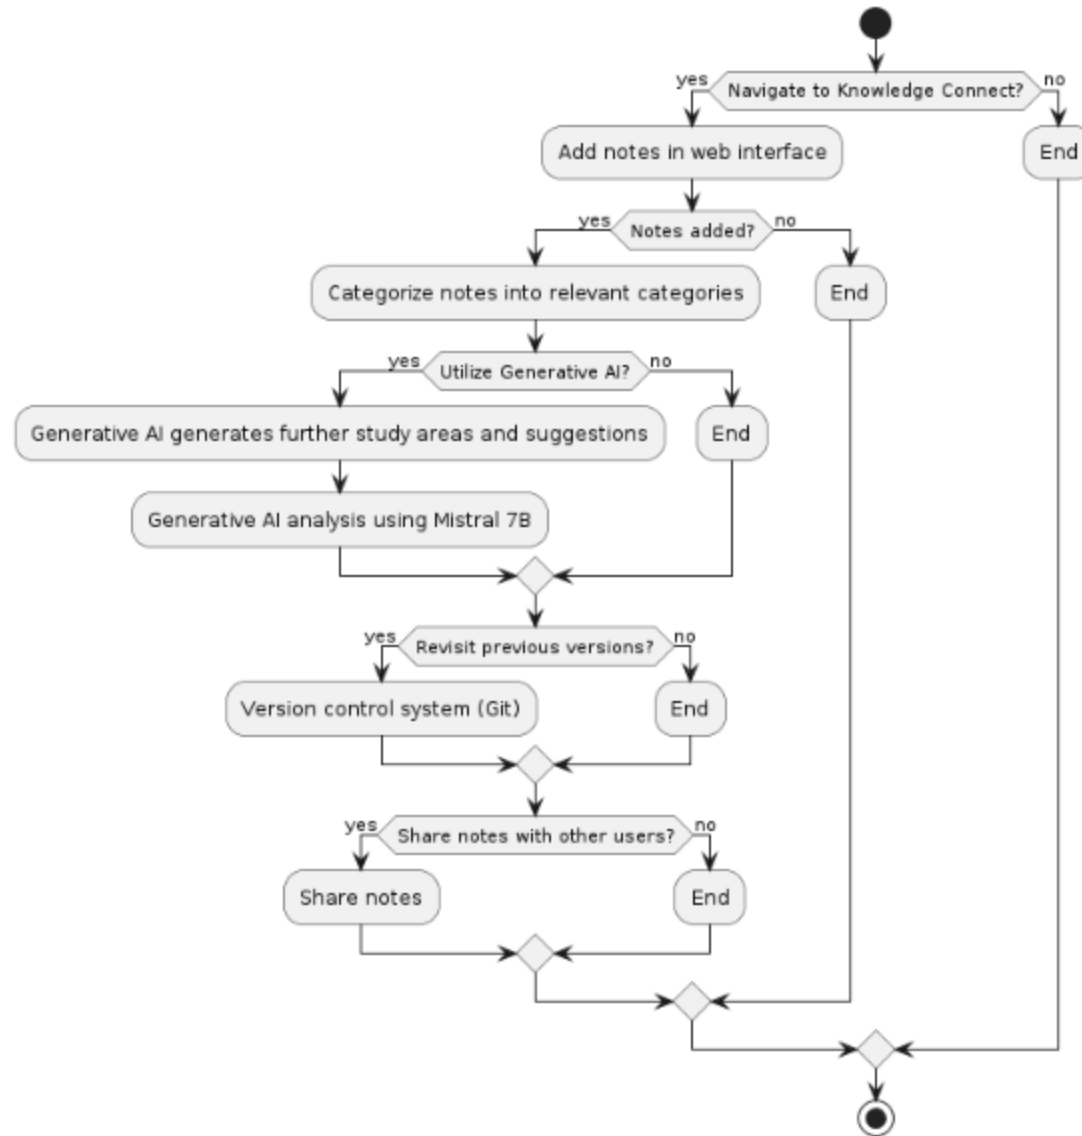 yes
Navigate to Knowledge Connect?
no
Add notes in web interface
End
yes
Notes added?
no
Categorize notes into relevant categories
End
yes
Utilize Generative AI?
no
Generative AI generates further study areas and suggestions
End
Generative AI analysis using Mistral 7B
yes
Revisit previous versions?
no
Version control system (Git)
End
yes
Share notes with other users?
no
Share notes
End